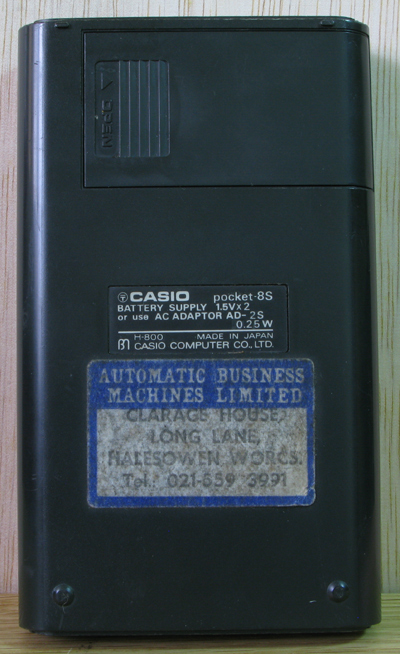 OPEN
CASIO pocket-8S
BATTERY SUPPLY 1.5V×2
or use AC ADAPTOR AD-2S
0.25W
H-800 MADE IN JAPAN
CASIO COMPUTER CO., LTD.
AUTOMATIC BUSINESS
MACHINES LIMITED
CLARAGE HOUSE,
LONG LANE,
HALESOWEN WORCS.
Tel.: 021-559 3991